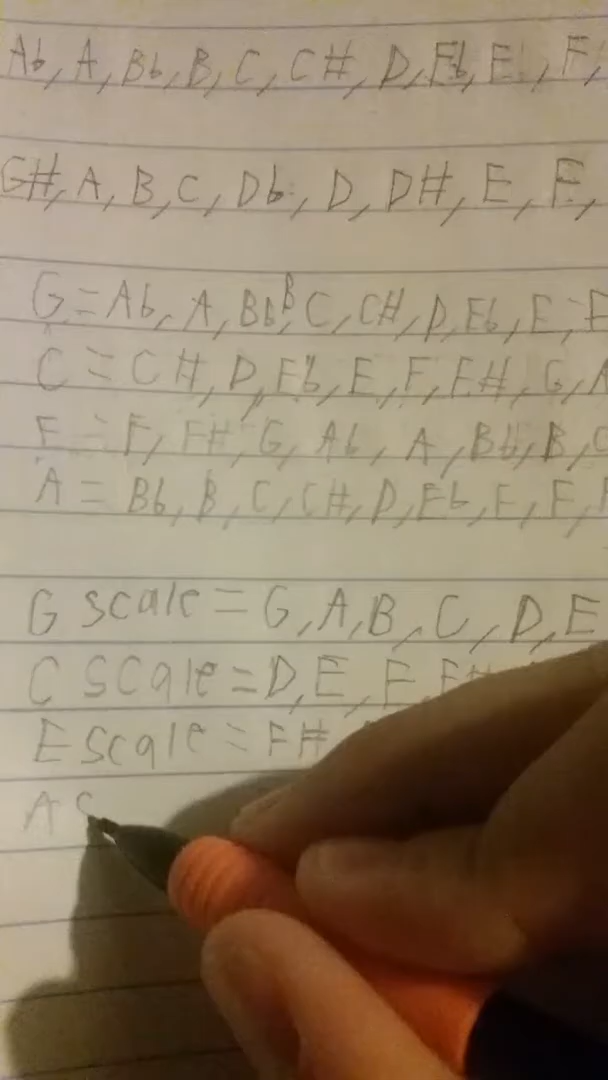 Ab, A, Bb, B, C, C#, D, Eb, E, F,
G#, A, B, C, Db, D, D#, E, F,
G = Ab, A, Bb, B, C, C#, D, Eb, E, F
C = C#, D, Eb, E, F, F#, G, A
E = F, F#, G, Ab, A, Bb, B, C
A = Bb, B, C, C#, D, Eb, E, F,
G scale = G, A, B, C, D, E
C scale = D, E, F, F#
E scale = F#
A S